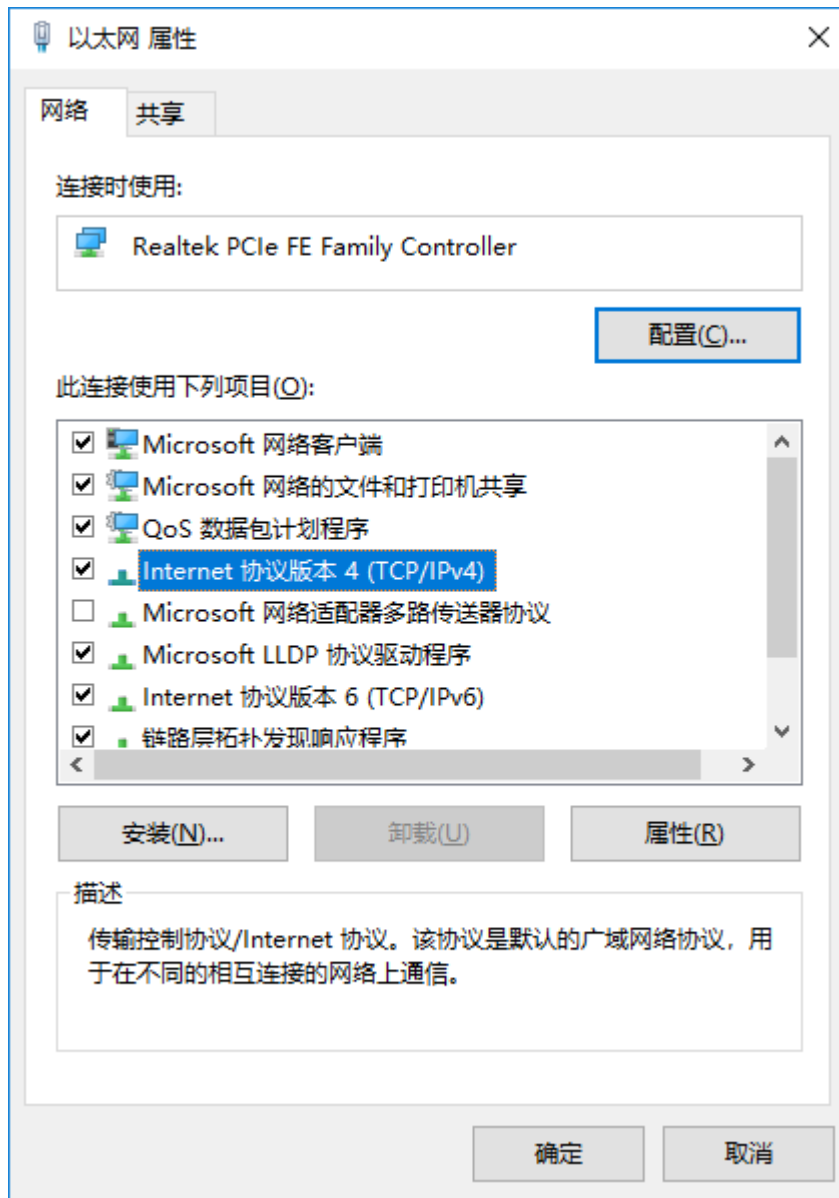 以太网 属性
网络
共享
连接时使用:
Realtek PCIe FE Family Controller
配置(C)...
此连接使用下列项目(O):
Microsoft 网络客户端
Microsoft 网络的文件和打印机共享
QoS 数据包计划程序
Internet 协议版本 4 (TCP/IPv4)
Microsoft 网络适配器多路传送器协议
Microsoft LLDP 协议驱动程序
Internet 协议版本 6 (TCP/IPv6)
链路层拓扑发现响应程序
安装(N)...
卸载(U)
属性(R)
描述
传输控制协议/Internet 协议。该协议是默认的广域网络协议，用
于在不同的相互连接的网络上通信。
确定
取消